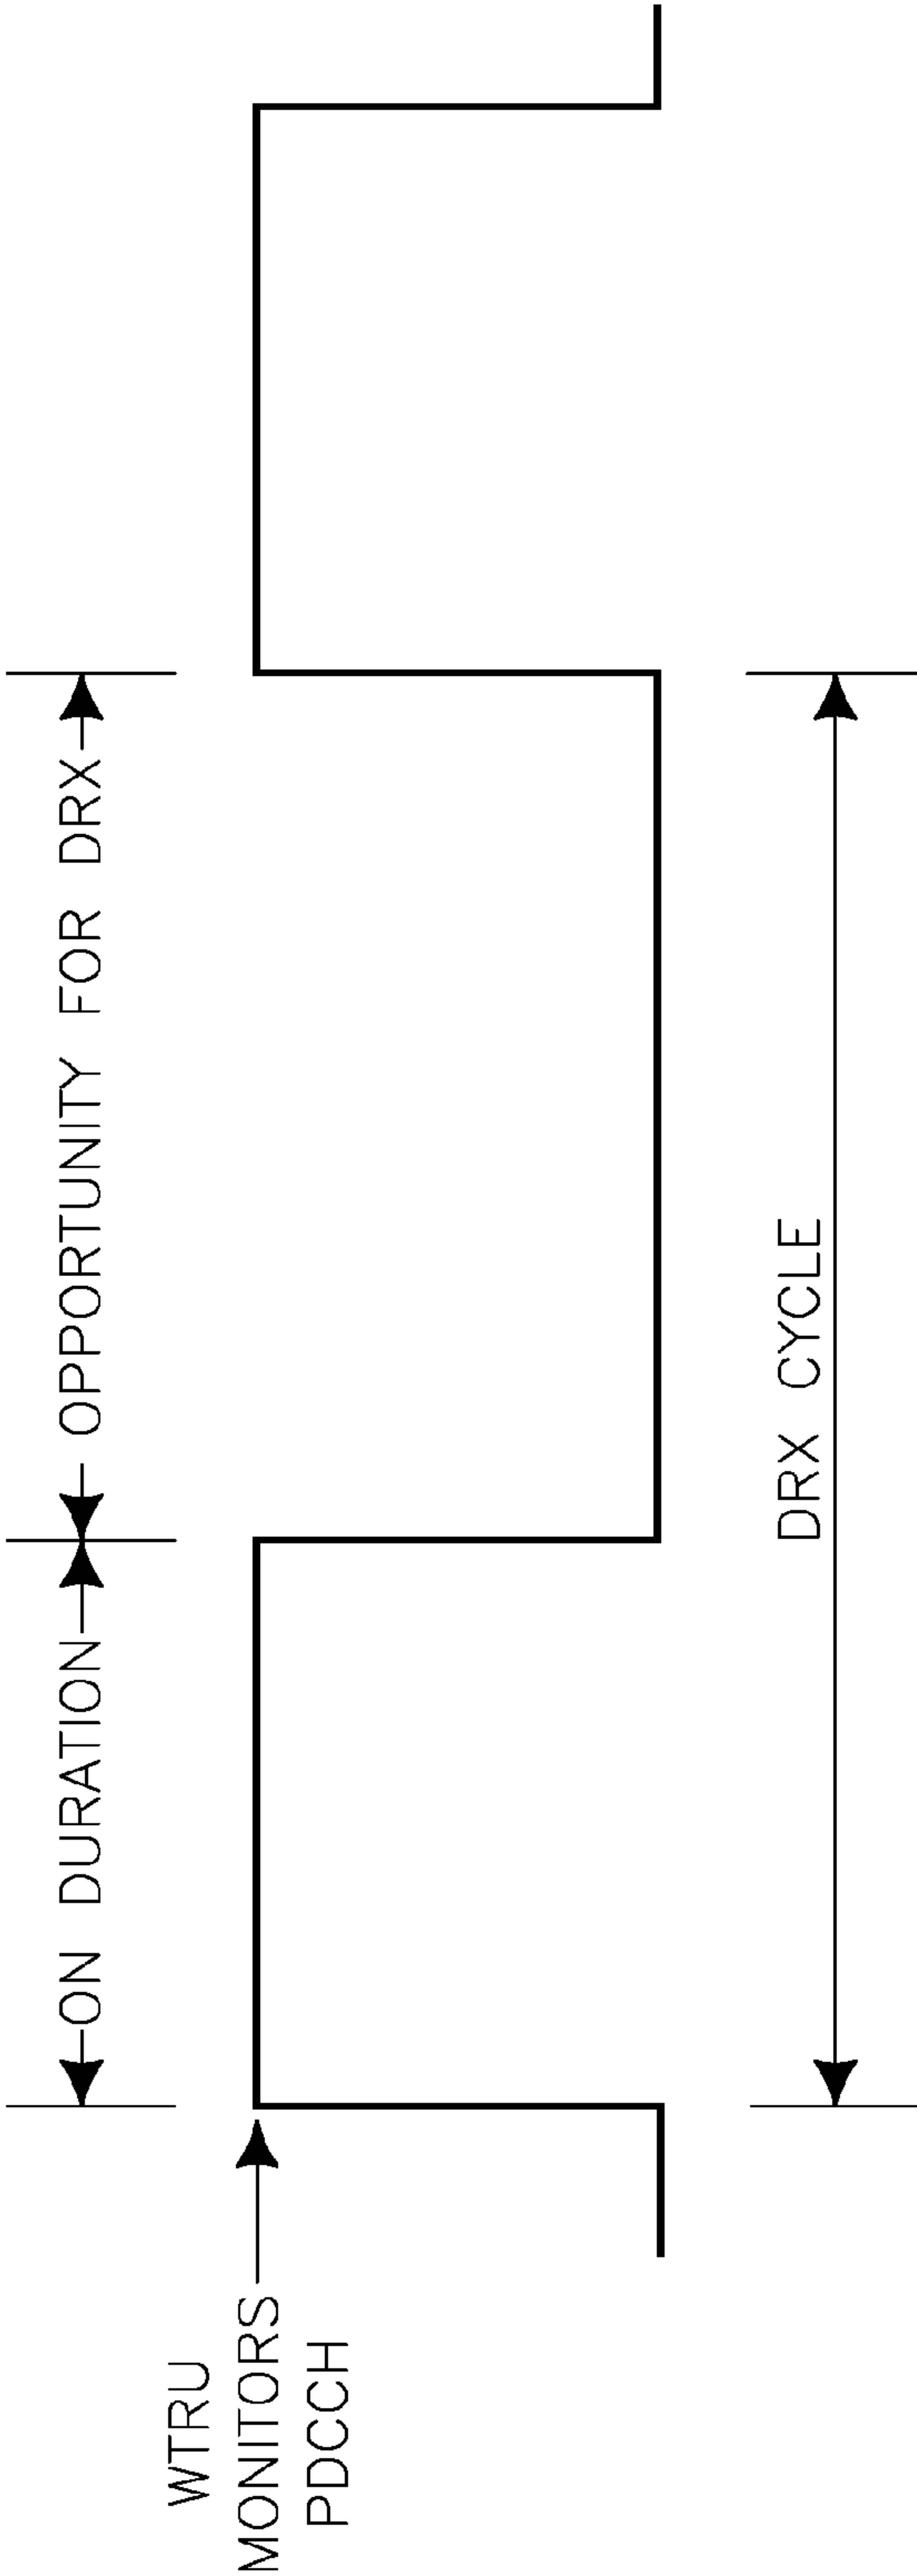 ON DURATION
OPPORTUNITY FOR DRX
WTRU
MONITORS
PDCCH
DRX CYCLE